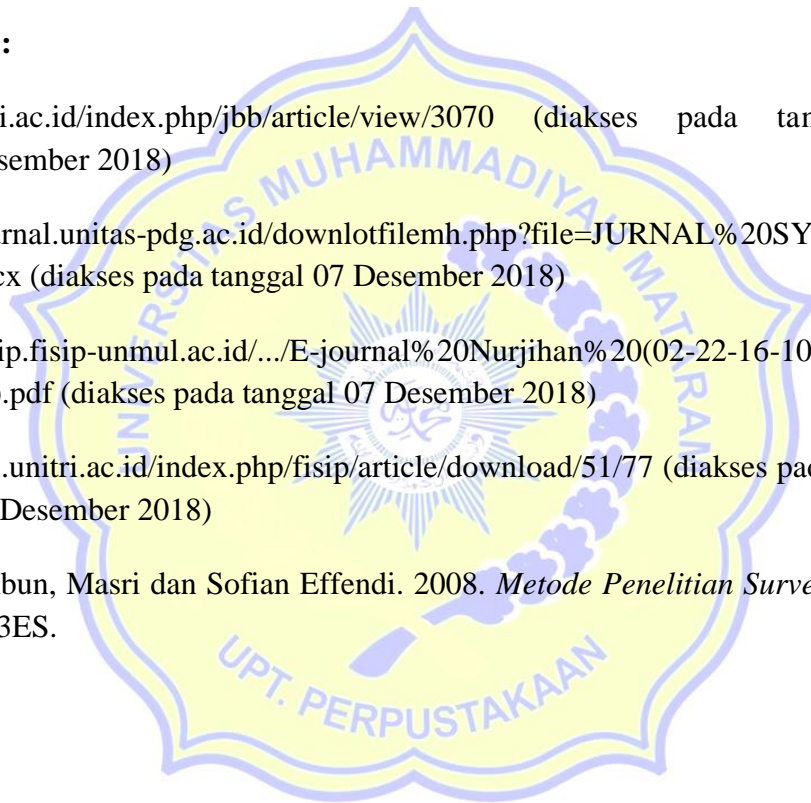 :
i.ac.id/index.php/jbb/article/view/3070 (diakses pada tan
sember 2018)
rnal.unitas-pdg.ac.id/downlotfilemh.php?file=JURNAL%20SY
cx (diakses pada tanggal 07 Desember 2018)
ip.fisip-unmul.ac.id/.../E-journal%20Nurjihan%20(02-22-16-10
).pdf (diakses pada tanggal 07 Desember 2018)
.unitri.ac.id/index.php/fisip/article/download/51/77 (diakses pad
Desember 2018)
bun, Masri dan Sofian Effendi. 2008. Metode Penelitian Surve
3ES.
UNIVERSITAS MUHAMMADIYAH MATARAM
UPT. PERPUSTAKAAN